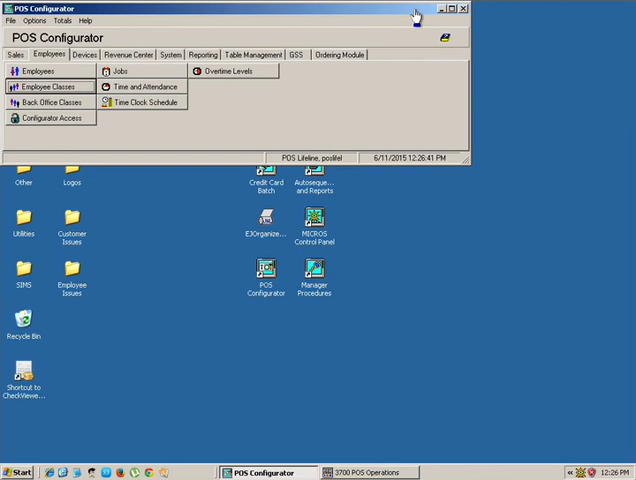 POS Configurator
File Options Totals Help
POS Configurator
Sales Employees Devices Revenue Center System Reporting Table Management GSS Ordering Module
Employees Jobs Overtime Levels
Employee Classes Time and Attendance
Back Office Classes Time Clock Schedule
Configurator Access
POS Lifeline, poslifel 6/11/2015 12:26:41 PM
Other Logos Credit Card Batch Autoseque... and Reports
Utilities Customer Issues EJOrganize... MICROS Control Panel
SIMS Employee Issues POS Configurator Manager Procedures
Recycle Bin
Shortcut to CheckViewe...
Start POS Configurator 3700 POS Operations 12:26 PM